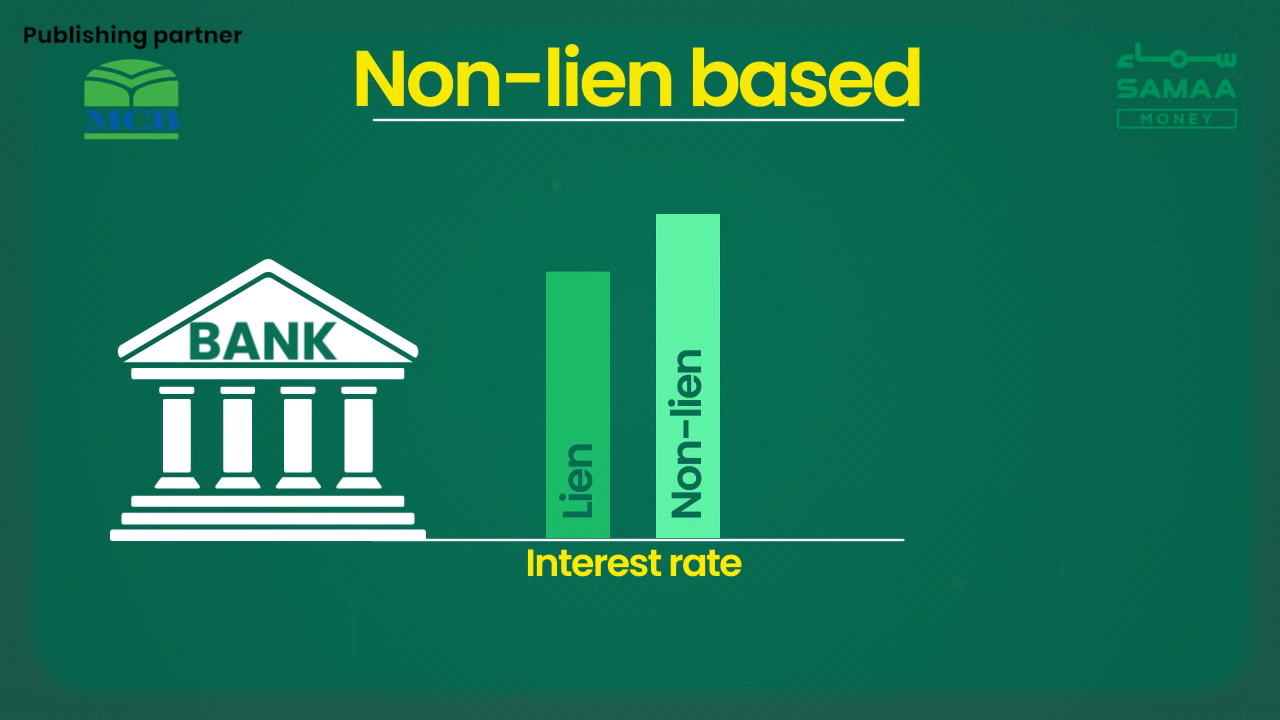 Publishing partner
MCB
Non-lien based
سماء
SAMAA
MONEY
BANK
Lien
Non-lien
Interest rate